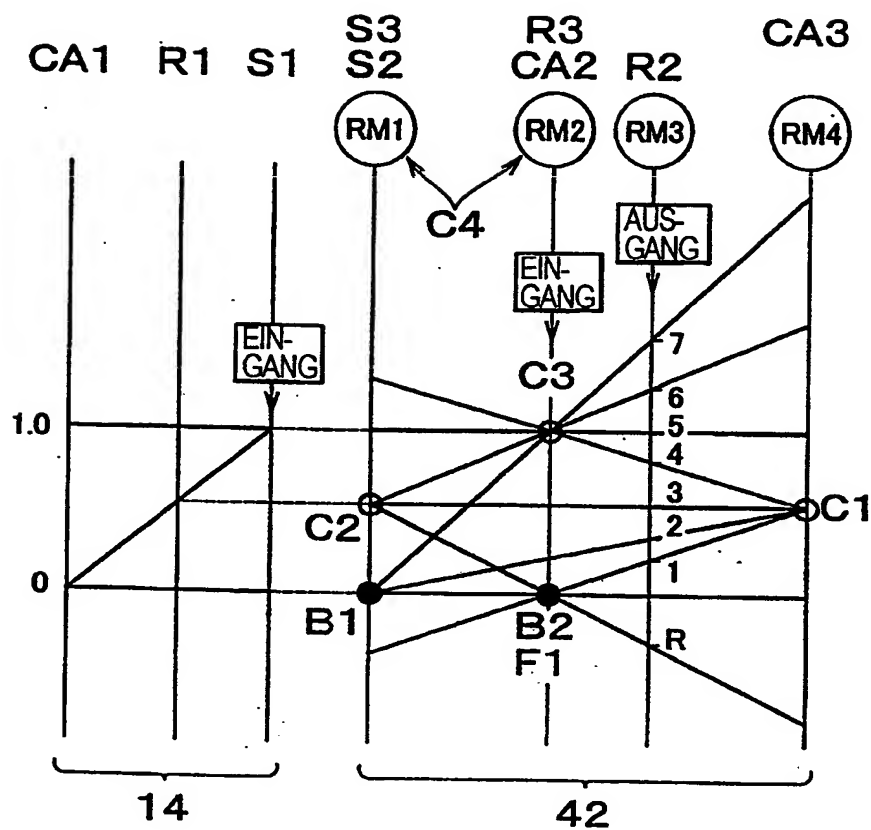 S3 R3 CA3
CA1 R1 S1 S2 CA2 R2
RM1 RM2 RM3 RM4
C4
AUS-
GANG
EIN-
GANG
EIN-
GANG
7
C3
6
1.0
5
4
3
C2
C1
2
1
0
B1
B2
F1
R
14
42